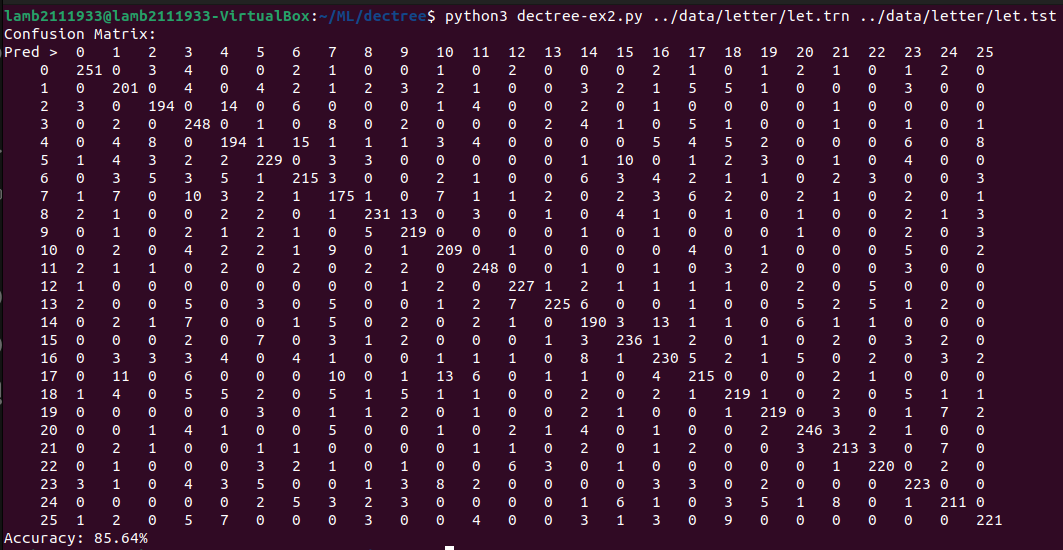 lamb2111933@lamb2111933-VirtualBox:~/ML/dectree$ python3 dectree-ex2.py ../data/letter/let.trn ../data/letter/let.tst
Confusion Matrix:
Pred > 0 1 2 3 4 5 6 7 8 9 10 11 12 13 14 15 16 17 18 19 20 21 22 23 24 25
0 251 0 3 4 0 0 2 1 0 0 1 0 2 0 0 0 2 1 0 1 2 1 0 1 2 0
1 0 201 0 4 0 4 2 1 2 3 2 1 0 0 3 2 1 5 5 1 0 0 0 3 0 0
2 3 0 194 0 14 0 6 0 0 0 1 4 0 0 2 0 1 0 0 0 0 1 0 0 0 0
3 0 2 0 248 0 1 0 8 0 2 0 0 0 2 4 1 0 5 1 0 0 1 0 1 0 1
4 0 4 8 0 194 1 15 1 1 1 3 4 0 0 0 0 5 4 5 2 0 0 0 6 0 8
5 1 4 3 2 2 229 0 3 3 0 0 0 0 0 1 10 0 1 2 3 0 1 0 4 0 0
6 0 3 5 3 5 1 215 3 0 0 2 1 0 0 6 3 4 2 1 1 0 2 3 0 0 3
7 1 7 0 10 3 2 1 175 1 0 7 1 1 2 0 2 3 6 2 0 2 1 0 2 0 1
8 2 1 0 0 2 2 0 1 231 13 0 3 0 1 0 4 1 0 1 0 1 0 0 2 1 3
9 0 1 0 2 1 2 1 0 5 219 0 0 0 1 0 1 0 1 0 0 0 1 0 2 0 3
10 0 2 0 4 2 2 1 9 0 1 209 0 1 0 0 0 0 4 0 1 0 0 0 5 0 2
11 2 1 1 0 2 0 2 0 2 2 0 248 0 0 1 0 1 0 3 2 0 0 0 3 0 0
12 1 0 0 0 0 0 0 0 0 1 2 0 227 1 2 1 1 1 1 0 2 0 5 0 0 0
13 2 0 0 5 0 3 0 5 0 0 1 2 7 225 6 0 0 1 0 0 5 2 5 1 2 0
14 0 2 1 7 0 0 1 5 0 2 0 2 1 0 190 3 13 1 1 0 6 1 1 0 0 0
15 0 0 0 2 0 7 0 3 1 2 0 0 0 1 3 236 1 2 0 1 0 2 0 3 2 0
16 0 3 3 3 4 0 4 1 0 0 1 1 1 0 8 1 230 5 2 1 5 0 2 0 3 2
17 0 11 0 6 0 0 0 10 0 1 13 6 0 1 1 0 4 215 0 0 0 2 1 0 0 0
18 1 4 0 5 5 2 0 5 1 5 1 1 0 0 2 0 2 1 219 1 0 2 0 5 1 1
19 0 0 0 0 0 3 0 1 1 2 0 1 0 0 2 1 0 0 1 219 0 3 0 1 7 2
20 0 0 1 4 1 0 0 5 0 0 1 0 2 1 4 0 1 0 0 2 246 3 2 1 0 0
21 0 2 1 0 0 1 1 0 1 0 0 1 1 0 2 0 1 2 0 0 3 213 3 0 7 0
22 0 1 0 0 0 3 2 1 0 1 0 0 6 3 0 1 0 0 0 0 0 1 220 0 2 0
23 3 1 0 4 3 5 0 0 1 3 8 2 0 0 0 0 3 3 0 2 0 0 0 223 0 0
24 0 0 0 0 0 2 5 3 2 3 0 0 0 0 1 6 1 0 3 5 1 8 0 1 211 0
25 1 2 0 5 7 0 0 0 3 0 0 4 0 0 3 1 3 0 9 0 0 0 0 0 0 221
Accuracy: 85.64%